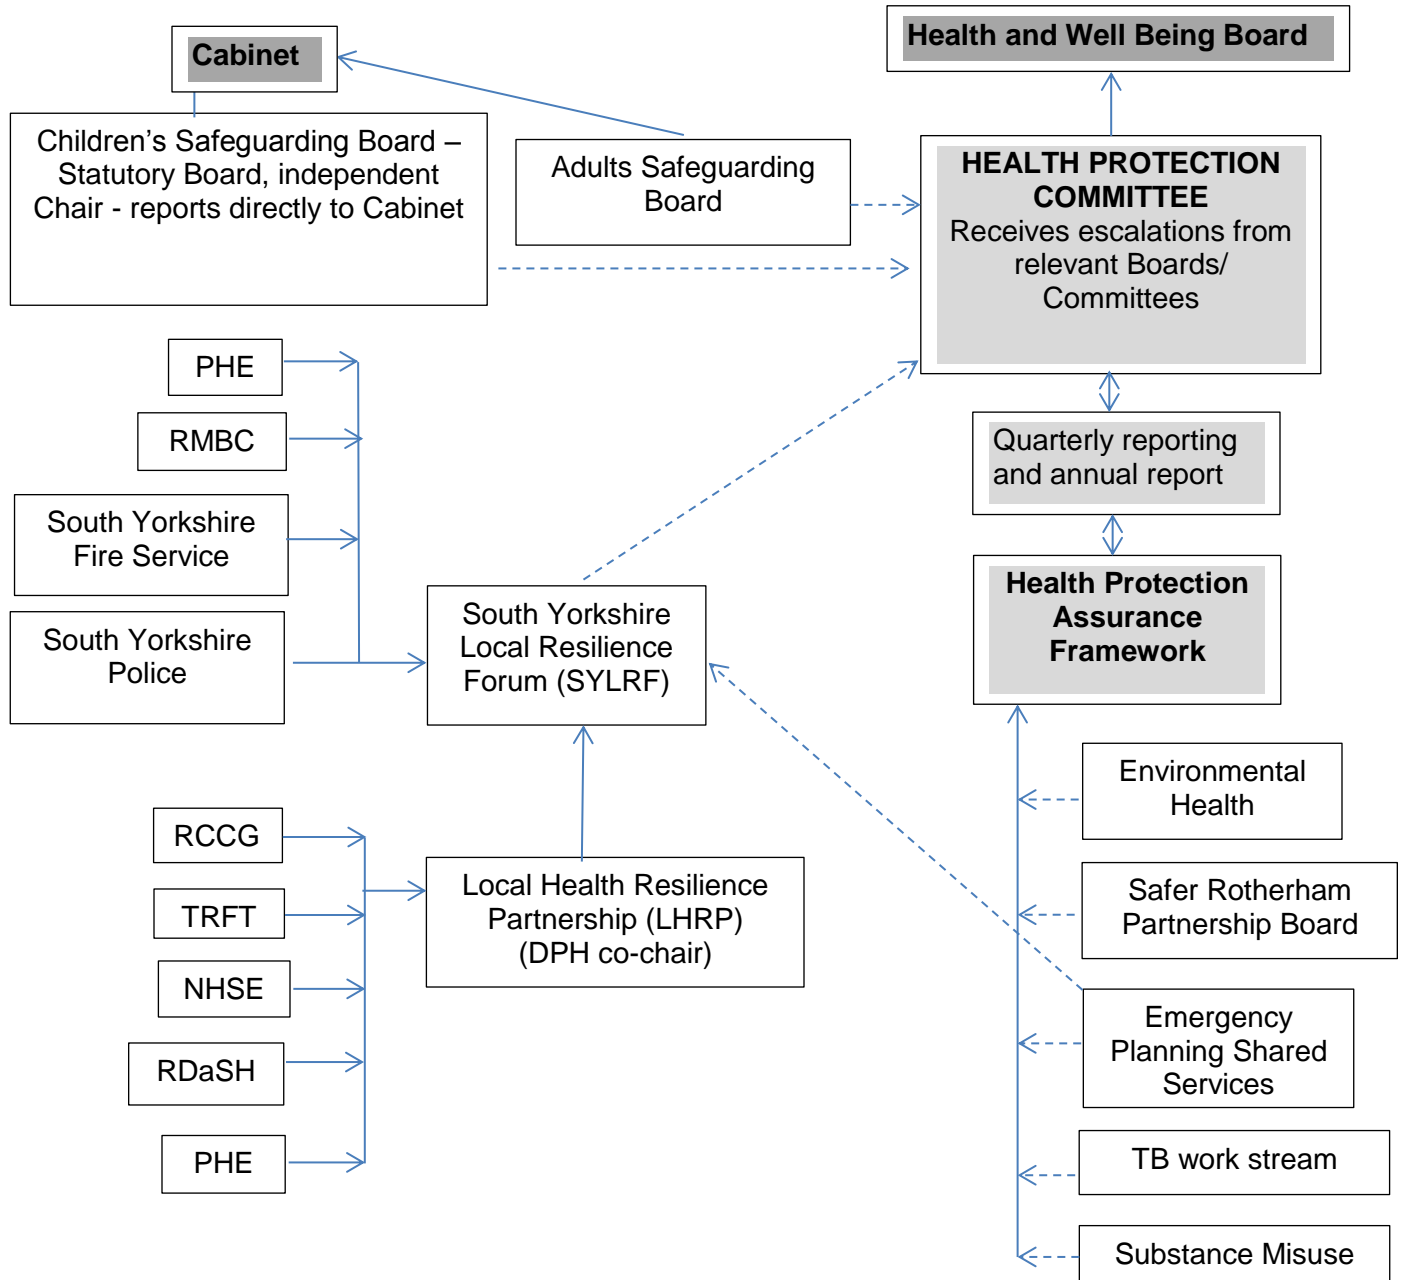 Cabinet
Health and Well Being Board
Children’s Safeguarding Board –
Statutory Board, independent
Chair - reports directly to Cabinet
Adults Safeguarding
Board
HEALTH PROTECTION
COMMITTEE
Receives escalations from
relevant Boards/
Committees
PHE
RMBC
South Yorkshire
Fire Service
South Yorkshire
Police
Quarterly reporting
and annual report
South Yorkshire
Local Resilience
Forum (SYLRF)
Health Protection
Assurance
Framework
RCCG
TRFT
NHSE
RDaSH
PHE
Local Health Resilience
Partnership (LHRP)
(DPH co-chair)
Environmental
Health
Safer Rotherham
Partnership Board
Emergency
Planning Shared
Services
TB work stream
Substance Misuse